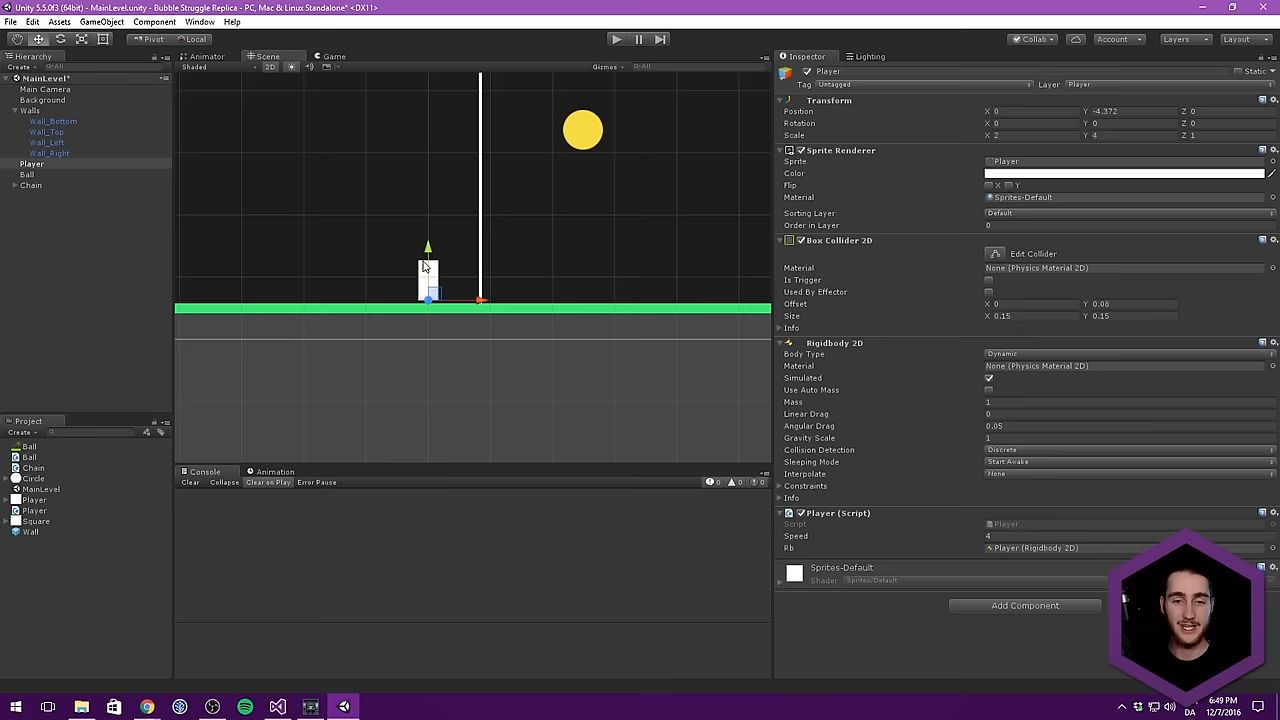 Unity 5.5.0f3 (64bit) - MainLevel.unity - Bubble Struggle Replica - PC, Mac & Linux Standalone* <DX11>
File Edit Assets GameObject Component Window Help
Pivot Local Collab Account Layers Layout
Hierarchy Animator Scene Game Inspector Lighting
Create All Shaded 2D Gizmos All
MainLevel*
Main Camera
Background
Walls
Wall_Bottom
Wall_Top
Wall_Left
Wall_Right
Player
Ball
Chain
Player Static
Tag Untagged Layer Player
Transform
Position X 0 Y -4.372 Z 0
Rotation X 0 Y 0 Z 0
Scale X 2 Y 4 Z 1
Sprite Renderer
Sprite Player
Color
Flip X Y
Material Sprites-Default
Sorting Layer Default
Order in Layer 0
Box Collider 2D
Edit Collider
Material None (Physics Material 2D)
Is Trigger
Used By Effector
Offset X 0 Y 0.08
Size X 0.15 Y 0.15
Info
Rigidbody 2D
Body Type Dynamic
Material None (Physics Material 2D)
Simulated
Use Auto Mass
Mass 1
Linear Drag 0
Angular Drag 0.05
Gravity Scale 1
Collision Detection Discrete
Sleeping Mode Start Awake
Interpolate None
Constraints
Info
Player (Script)
Script Player
Speed 4
Rb Player (Rigidbody 2D)
Sprites-Default
Shader Sprites/Default
Add Component
Project
Create
Ball
Ball
Chain
Circle
MainLevel
Player
Player
Square
Wall
Console Animation
Clear Collapse Clear on Play Error Pause 0 0 0
6:49 PM
DA 12/7/2016